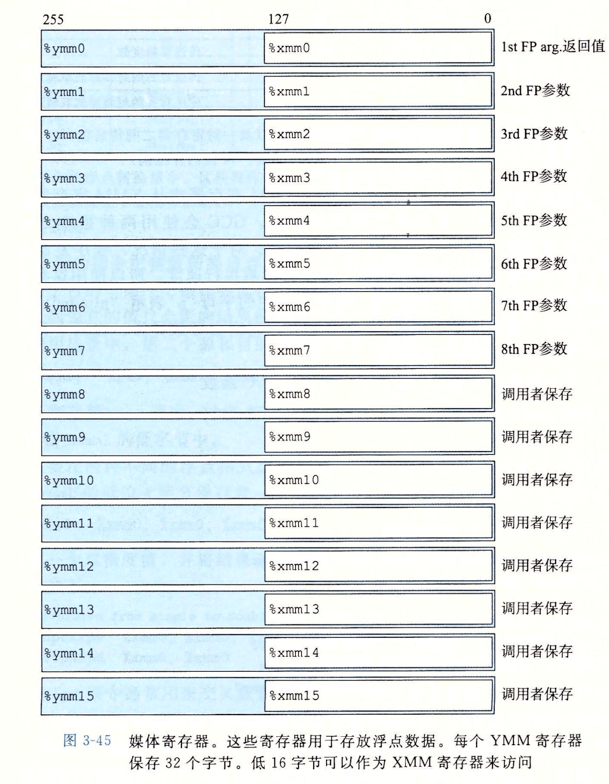 255 127 0
%ymm0 %xmm0 1st FP arg.返回值
%ymm1 %xmm1 2nd FP参数
%ymm2 %xmm2 3rd FP参数
%ymm3 %xmm3 4th FP参数
%ymm4 %xmm4 5th FP参数
%ymm5 %xmm5 6th FP参数
%ymm6 %xmm6 7th FP参数
%ymm7 %xmm7 8th FP参数
%ymm8 %xmm8 调用者保存
%ymm9 %xmm9 调用者保存
%ymm10 %xmm10 调用者保存
%ymm11 %xmm11 调用者保存
%ymm12 %xmm12 调用者保存
%ymm13 %xmm13 调用者保存
%ymm14 %xmm14 调用者保存
%ymm15 %xmm15 调用者保存
图 3-45 媒体寄存器。这些寄存器用于存放浮点数据。每个 YMM 寄存器
保存 32 个字节。低 16 字节可以作为 XMM 寄存器来访问